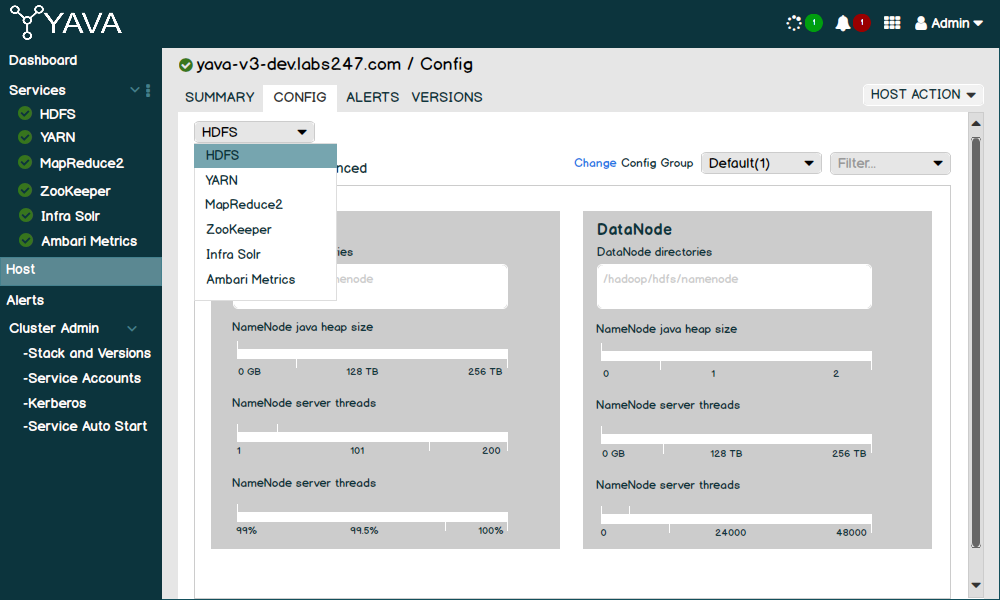 YAVA
1
1
Admin
Dashboard
Services
HDFS
YARN
MapReduce2
ZooKeeper
Infra Solr
Ambari Metrics
Host
Alerts
Cluster Admin
-Stack and Versions
-Service Accounts
-Kerberos
-Service Auto Start
yava-v3-dev.labs247.com / Config
SUMMARY CONFIG ALERTS VERSIONS
HOST ACTION
HDFS
HDFS
YARN
MapReduce2
ZooKeeper
Infra Solr
Ambari Metrics
Change Config Group Default(1) Filter...
NameNode java heap size
0 GB 128 TB 256 TB
NameNode server threads
1 101 200
NameNode server threads
99% 99.5% 100%
DataNode
DataNode directories
/hadoop/hdfs/namenode
NameNode java heap size
0 1 2
NameNode server threads
0 GB 128 TB 256 TB
NameNode server threads
0 24000 48000